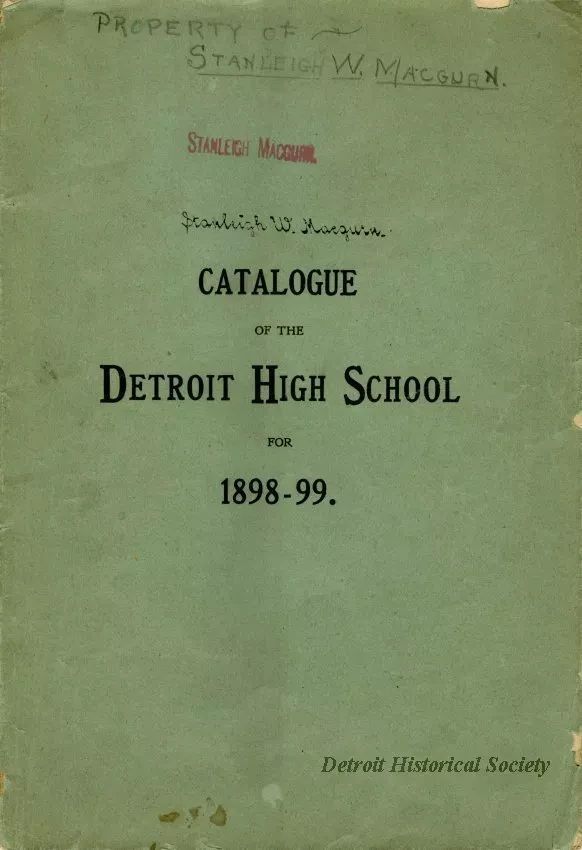 PROPERTY of
STANLEIGH W. MACGURN.
STANLEIGH MACGURN.
Stanleigh W. Macgurn.
CATALOGUE
OF THE
DETROIT HIGH SCHOOL
FOR
1898-99.
Detroit Historical Society